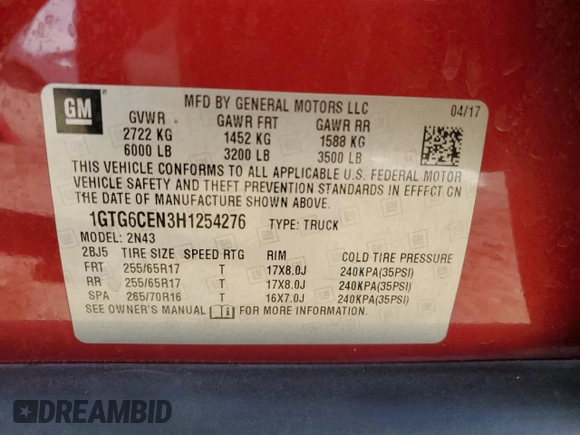 GM
MFD BY GENERAL MOTORS LLC 04/17
GVWR GAWR FRT GAWR RR
2722 KG 1452 KG 1588 KG
6000 LB 3200 LB 3500 LB
THIS VEHICLE CONFORMS TO ALL APPLICABLE U.S. FEDERAL MOTOR
VEHICLE SAFETY AND THEFT PREVENTION STANDARDS IN EFFECT ON
THE DATE OF MANUFACTURE SHOWN ABOVE.
1GTG6CEN3H1254276 TYPE: TRUCK
MODEL: 2N43
2BJ5 TIRE SIZE SPEED RTG RIM COLD TIRE PRESSURE
FRT 255/65R17 T 17X8.0J 240KPA(35PSI)
RR 255/65R17 T 17X8.0J 240KPA(35PSI)
SPA 265/70R16 T 16X7.0J 240KPA(35PSI)
SEE OWNER'S MANUAL FOR MORE INFORMATION.
DREAMBID